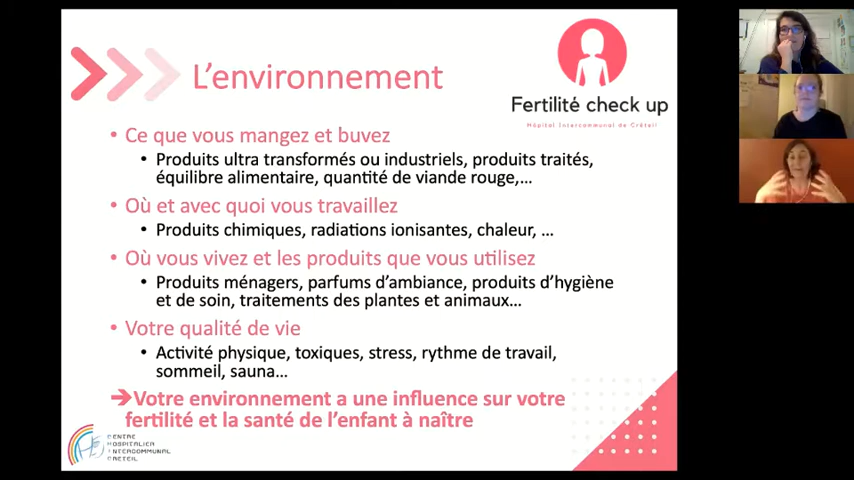 L'environnement
Fertilité check up
Hôpital Intercommunal de Créteil
• Ce que vous mangez et buvez
• Produits ultra transformés ou industriels, produits traités,
équilibre alimentaire, quantité de viande rouge,...
• Où et avec quoi vous travaillez
• Produits chimiques, radiations ionisantes, chaleur, ...
• Où vous vivez et les produits que vous utilisez
• Produits ménagers, parfums d'ambiance, produits d'hygiène
et de soin, traitements des plantes et animaux...
• Votre qualité de vie
• Activité physique, toxiques, stress, rythme de travail,
sommeil, sauna...
➔Votre environnement a une influence sur votre
fertilité et la santé de l'enfant à naître
CENTRE
HOSPITALIER
INTERCOMMUNAL
CRETEIL